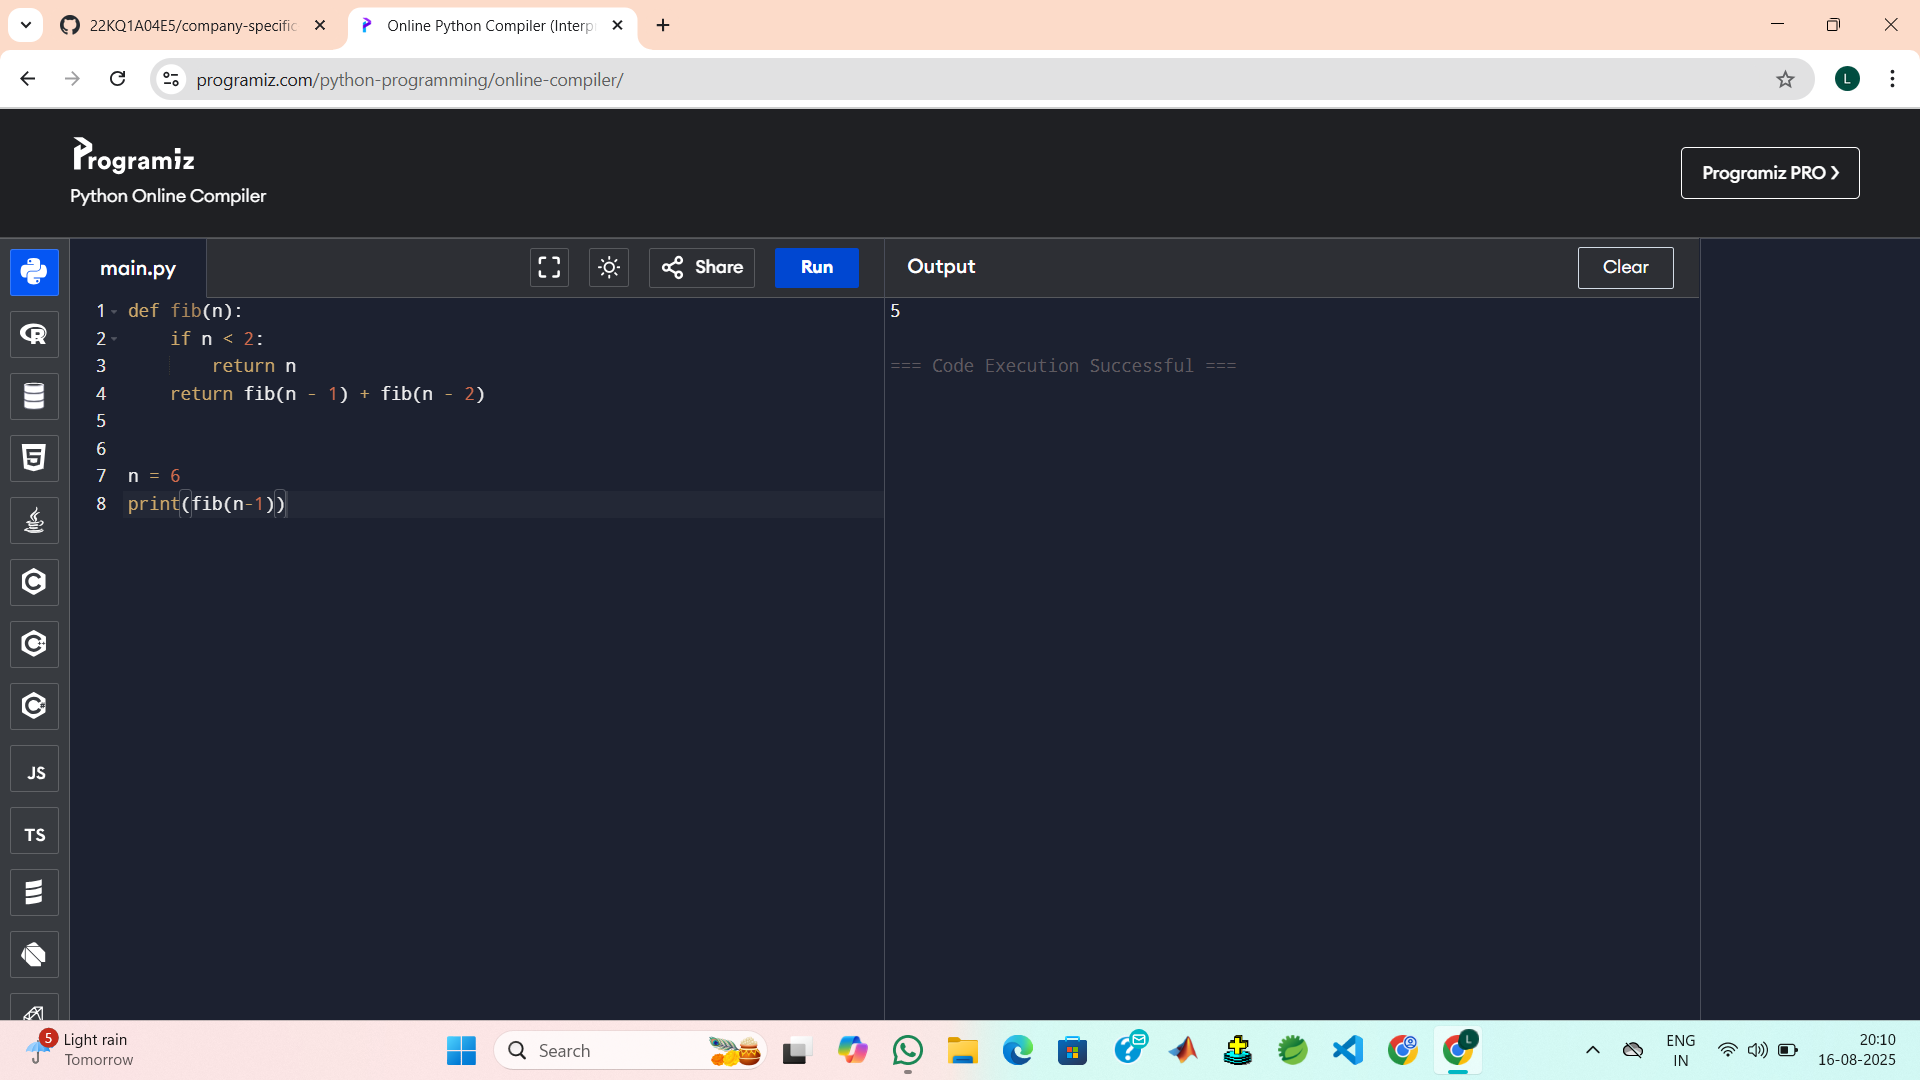 22KQ1A04E5/company-specific
Online Python Compiler (Interp
programiz.com/python-programming/online-compiler/
L
Programiz
Python Online Compiler
Programiz PRO ❯
main.py
Share
Run
Output
Clear
1 def fib(n):
2     if n < 2:
3         return n
4     return fib(n - 1) + fib(n - 2)
5
6
7 n = 6
8 print(fib(n-1))
5
=== Code Execution Successful ===
R
5
C
C++
C#
JS
TS
5
Light rain
Tomorrow
Search
L
ENG
IN
20:10
16-08-2025